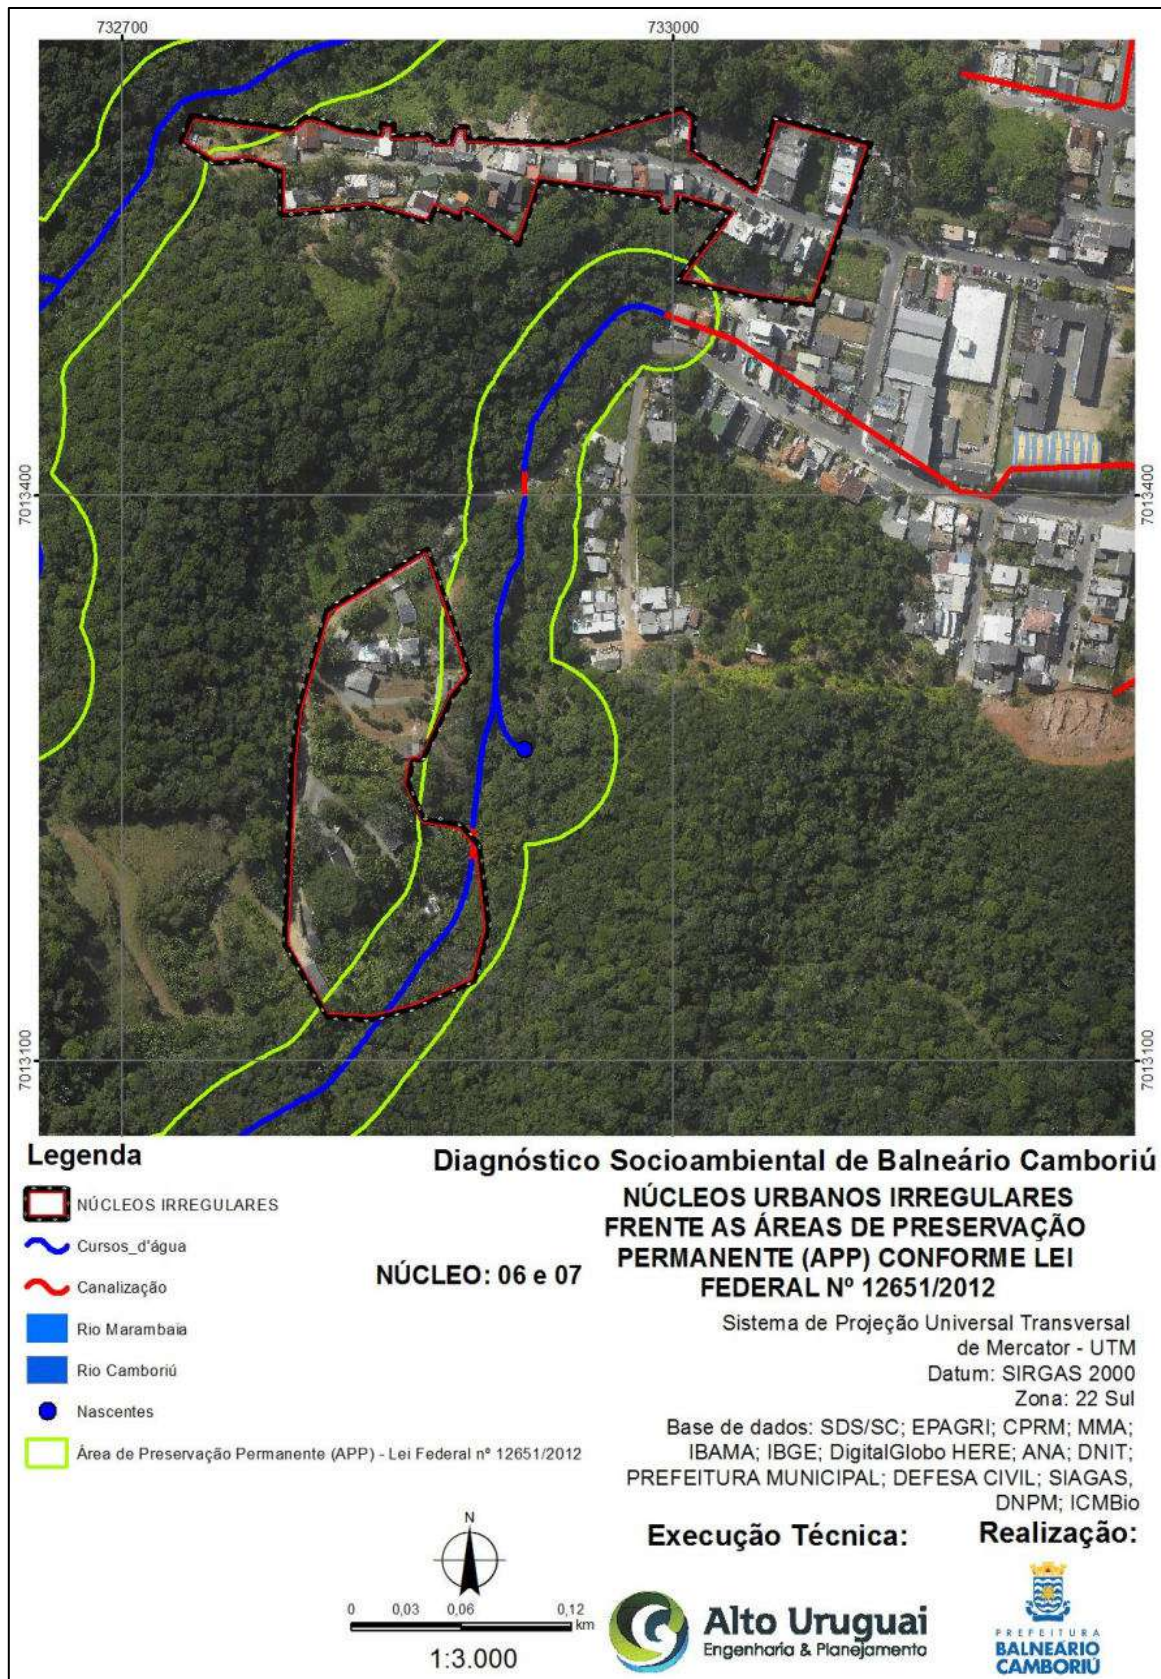 732700
733000
7013400
7013400
7013100
7013100
Legenda
NÚCLEOS IRREGULARES
Cursos_d'água
Canalização
Rio Marambaia
Rio Camboriú
Nascentes
Área de Preservação Permanente (APP) - Lei Federal nº 12651/2012
Diagnóstico Socioambiental de Balneário Camboriú
NÚCLEO: 06 e 07
NÚCLEOS URBANOS IRREGULARES
FRENTE AS ÁREAS DE PRESERVAÇÃO
PERMANENTE (APP) CONFORME LEI
FEDERAL Nº 12651/2012
Sistema de Projeção Universal Transversal
de Mercator - UTM
Datum: SIRGAS 2000
Zona: 22 Sul
Base de dados: SDS/SC; EPAGRI; CPRM; MMA;
IBAMA; IBGE; DigitalGlobo HERE; ANA; DNIT;
PREFEITURA MUNICIPAL; DEFESA CIVIL; SIAGAS,
DNPM; ICMBio
N
0 0,03 0,06 0,12
km
1:3.000
Execução Técnica:
Alto Uruguai
Engenharia & Planejamento
Realização:
PREFEITURA
BALNEÁRIO
CAMBORIÚ